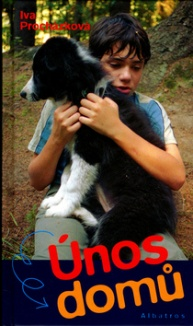 Iva
Procházková
Únos
domů
Albatros